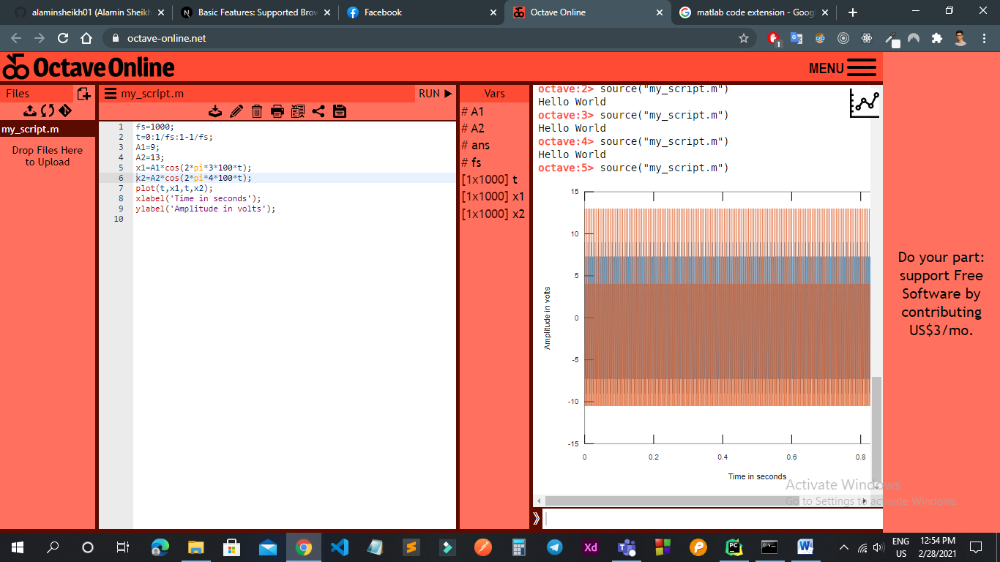 alaminsheikh01 (Alamin Sheikh
Basic Features: Supported Brow
Facebook
Octave Online
matlab code extension - Goog
octave-online.net
1
Octave Online
MENU
Files
my_script.m
RUN
Vars
my_script.m
Drop Files Here
to Upload
1 fs=1000;
2 t=0:1/fs:1-1/fs;
3 A1=9;
4 A2=13;
5 x1=A1*cos(2*pi*3*100*t);
6 x2=A2*cos(2*pi*4*100*t);
7 plot(t,x1,t,x2);
8 xlabel('Time in seconds');
9 ylabel('Amplitude in volts');
10
# A1
# A2
# ans
# fs
[1x1000] t
[1x1000] x1
[1x1000] x2
octave:2> source("my_script.m")
Hello World
octave:3> source("my_script.m")
Hello World
octave:4> source("my_script.m")
Hello World
octave:5> source("my_script.m")
15
10
5
0
-5
-10
-15
Amplitude in volts
0 0.2 0.4 0.6 0.8
Time in seconds
Do your part:
support Free
Software by
contributing
US$3/mo.
Activate Windows
Go to Settings to activate Windows.
Xd
PC
W
ENG
US
12:54 PM
2/28/2021